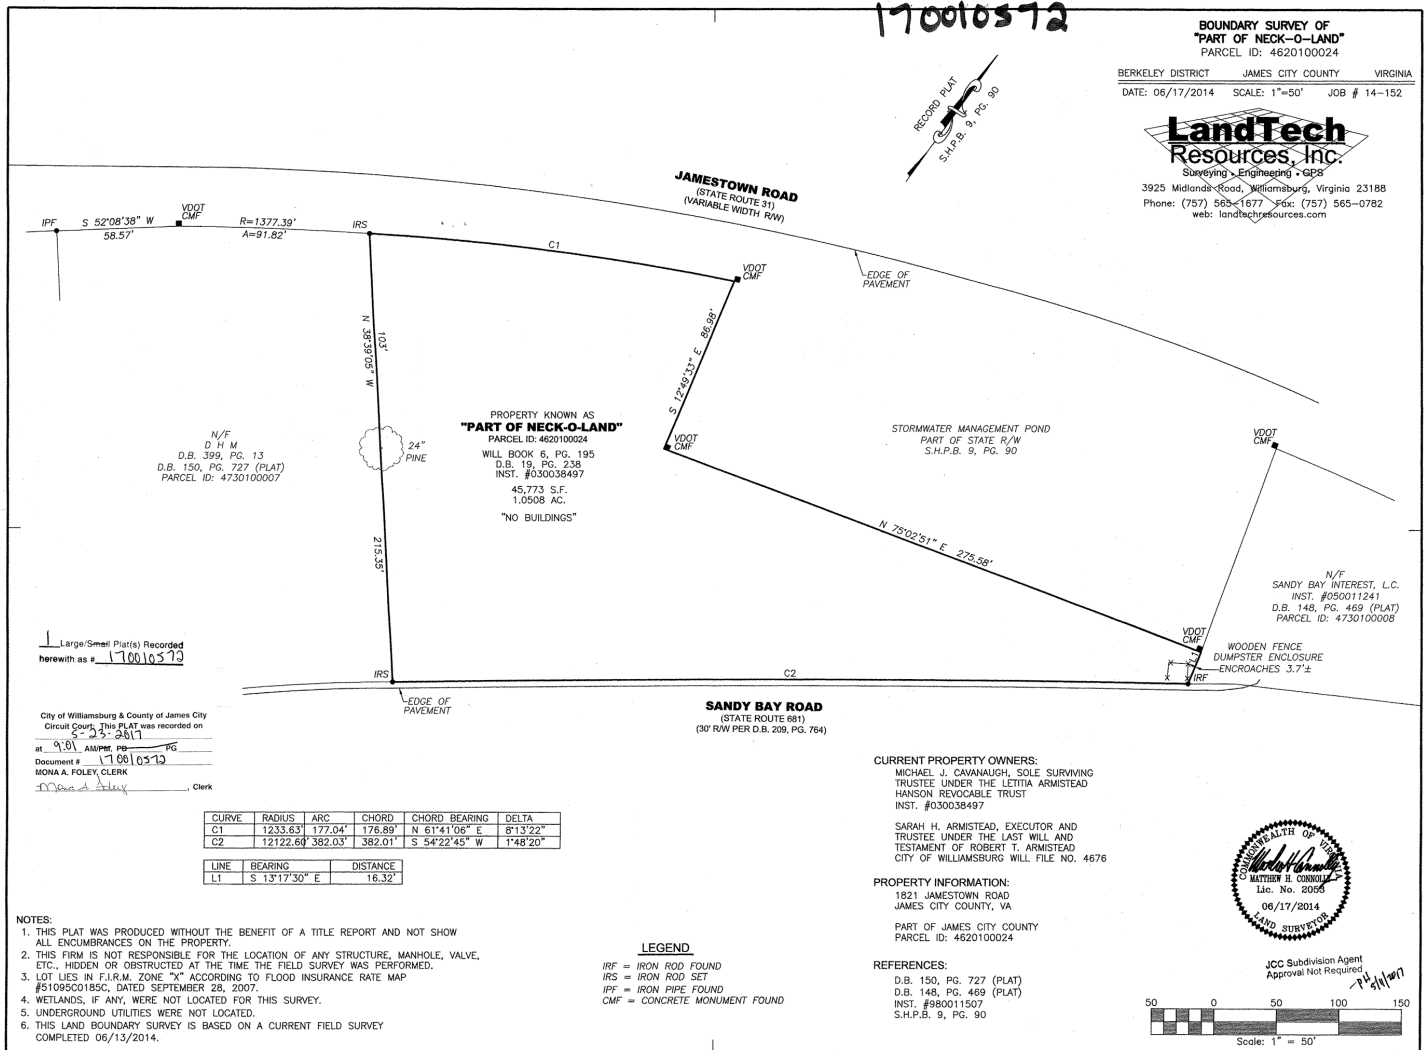 170010572
BOUNDARY SURVEY OF
"PART OF NECK-O-LAND"
PARCEL ID: 4620100024
BERKELEY DISTRICT JAMES CITY COUNTY VIRGINIA
DATE: 06/17/2014 SCALE: 1"=50' JOB # 14-152
LandTech
Resources, Inc.
Surveying • Engineering • GPS
3925 Midlands Road, Williamsburg, Virginia 23188
Phone: (757) 565-1677 Fax: (757) 565-0782
web: landtechresources.com
RECORD PLAT
S.H.P.B. 9, PG. 90
JAMESTOWN ROAD
(STATE ROUTE 31)
(VARIABLE WIDTH R/W)
IPF
S 52°08'38" W
58.57'
VDOT
CMF
R=1377.39'
A=91.82'
IRS
C1
VDOT
CMF
EDGE OF
PAVEMENT
N 38°39'05" W
103'
215.35'
S 12°49'33" E 86.98'
24"
PINE
N/F
D H M
D.B. 399, PG. 13
D.B. 150, PG. 727 (PLAT)
PARCEL ID: 4730100007
PROPERTY KNOWN AS
"PART OF NECK-O-LAND"
PARCEL ID: 4620100024
WILL BOOK 6, PG. 195
D.B. 19, PG. 238
INST. #030038497
45,773 S.F.
1.0508 AC.
"NO BUILDINGS"
VDOT
CMF
STORMWATER MANAGEMENT POND
PART OF STATE R/W
S.H.P.B. 9, PG. 90
VDOT
CMF
N 75°02'51" E 275.58'
N/F
SANDY BAY INTEREST, L.C.
INST. #050011241
D.B. 148, PG. 469 (PLAT)
PARCEL ID: 4730100008
VDOT
CMF
L1
WOODEN FENCE
DUMPSTER ENCLOSURE
ENCROACHES 3.7'±
IRF
IRS
C2
EDGE OF
PAVEMENT
SANDY BAY ROAD
(STATE ROUTE 681)
(30' R/W PER D.B. 209, PG. 764)
1 Large/Small Plat(s) Recorded
herewith as # 170010572
City of Williamsburg & County of James City
Circuit Court: This PLAT was recorded on
5-23-2017
at 9:01 AM/PM, PB PG
Document # 170010572
MONA A. FOLEY, CLERK
Mona A. Foley, Clerk
CURVE RADIUS ARC CHORD CHORD BEARING DELTA
C1 1233.63' 177.04' 176.89' N 61°41'06" E 8°13'22"
C2 12122.60' 382.03' 382.01' S 54°22'45" W 1°48'20"
LINE BEARING DISTANCE
L1 S 13°17'30" E 16.32'
NOTES:
1. THIS PLAT WAS PRODUCED WITHOUT THE BENEFIT OF A TITLE REPORT AND NOT SHOW
ALL ENCUMBRANCES ON THE PROPERTY.
2. THIS FIRM IS NOT RESPONSIBLE FOR THE LOCATION OF ANY STRUCTURE, MANHOLE, VALVE,
ETC., HIDDEN OR OBSTRUCTED AT THE TIME THE FIELD SURVEY WAS PERFORMED.
3. LOT LIES IN F.I.R.M. ZONE "X" ACCORDING TO FLOOD INSURANCE RATE MAP
#51095C0185C, DATED SEPTEMBER 28, 2007.
4. WETLANDS, IF ANY, WERE NOT LOCATED FOR THIS SURVEY.
5. UNDERGROUND UTILITIES WERE NOT LOCATED.
6. THIS LAND BOUNDARY SURVEY IS BASED ON A CURRENT FIELD SURVEY
COMPLETED 06/13/2014.
LEGEND
IRF = IRON ROD FOUND
IRS = IRON ROD SET
IPF = IRON PIPE FOUND
CMF = CONCRETE MONUMENT FOUND
CURRENT PROPERTY OWNERS:
MICHAEL J. CAVANAUGH, SOLE SURVIVING
TRUSTEE UNDER THE LETITIA ARMISTEAD
HANSON REVOCABLE TRUST
INST. #030038497
SARAH H. ARMISTEAD, EXECUTOR AND
TRUSTEE UNDER THE LAST WILL AND
TESTAMENT OF ROBERT T. ARMISTEAD
CITY OF WILLIAMSBURG WILL FILE NO. 4676
PROPERTY INFORMATION:
1821 JAMESTOWN ROAD
JAMES CITY COUNTY, VA
PART OF JAMES CITY COUNTY
PARCEL ID: 4620100024
REFERENCES:
D.B. 150, PG. 727 (PLAT)
D.B. 148, PG. 469 (PLAT)
INST. #980011507
S.H.P.B. 9, PG. 90
COMMONWEALTH OF VIRGINIA
MATTHEW H. CONNOLLY
Lic. No. 2053
06/17/2014
LAND SURVEYOR
JCC Subdivision Agent
Approval Not Required
-PH 5/11/2017
50 0 50 100 150
Scale: 1" = 50'